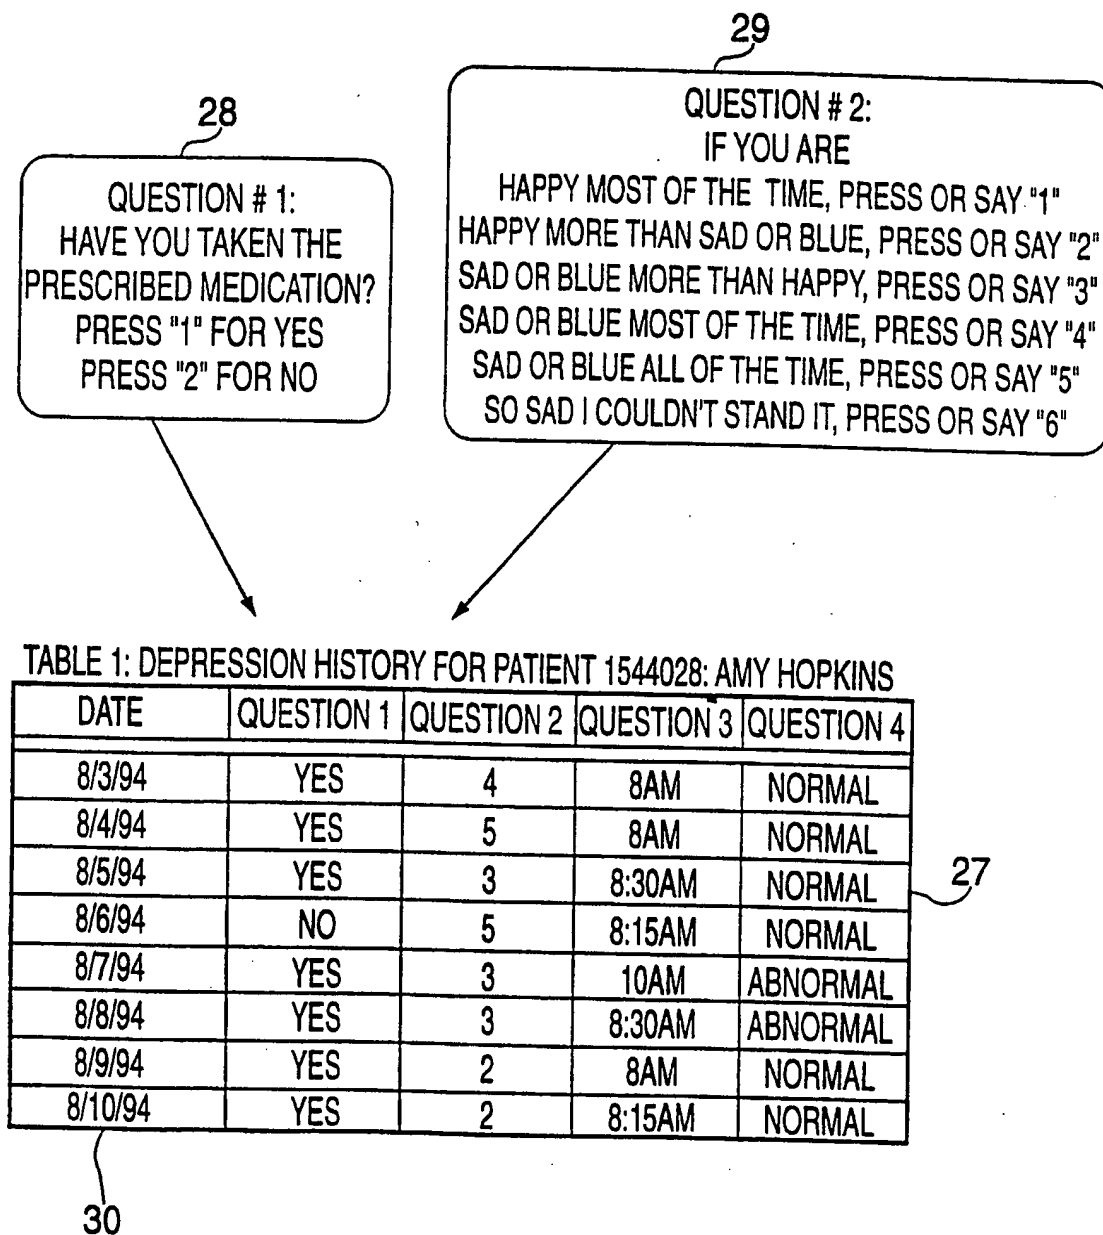 29
28
QUESTION # 1:
HAVE YOU TAKEN THE
PRESCRIBED MEDICATION?
PRESS "1" FOR YES
PRESS "2" FOR NO
QUESTION # 2:
IF YOU ARE
HAPPY MOST OF THE TIME, PRESS OR SAY "1"
HAPPY MORE THAN SAD OR BLUE, PRESS OR SAY "2"
SAD OR BLUE MORE THAN HAPPY, PRESS OR SAY "3"
SAD OR BLUE MOST OF THE TIME, PRESS OR SAY "4"
SAD OR BLUE ALL OF THE TIME, PRESS OR SAY "5"
SO SAD I COULDN'T STAND IT, PRESS OR SAY "6"
TABLE 1: DEPRESSION HISTORY FOR PATIENT 1544028: AMY HOPKINS
DATE QUESTION 1 QUESTION 2 QUESTION 3 QUESTION 4
8/3/94 YES 4 8AM NORMAL
8/4/94 YES 5 8AM NORMAL
8/5/94 YES 3 8:30AM NORMAL
8/6/94 NO 5 8:15AM NORMAL
8/7/94 YES 3 10AM ABNORMAL
8/8/94 YES 3 8:30AM ABNORMAL
8/9/94 YES 2 8AM NORMAL
8/10/94 YES 2 8:15AM NORMAL
27
30